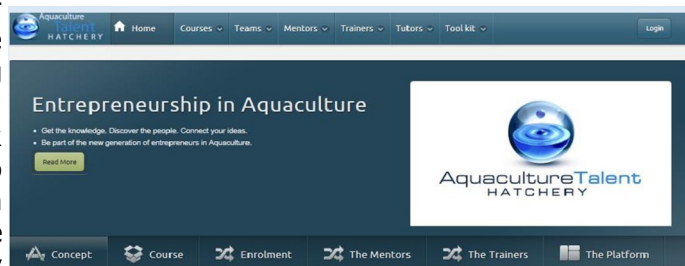 Aquaculture
Talent
HATCHERY
Home
Courses
Teams
Mentors
Trainers
Tutors
Tool kit
Login
Entrepreneurship in Aquaculture
• Get the knowledge. Discover the people. Connect your ideas.
• Be part of the new generation of entrepreneurs in Aquaculture.
Read More
AquacultureTalent
HATCHERY
Concept
Course
Enrolment
The Mentors
The Trainers
The Platform